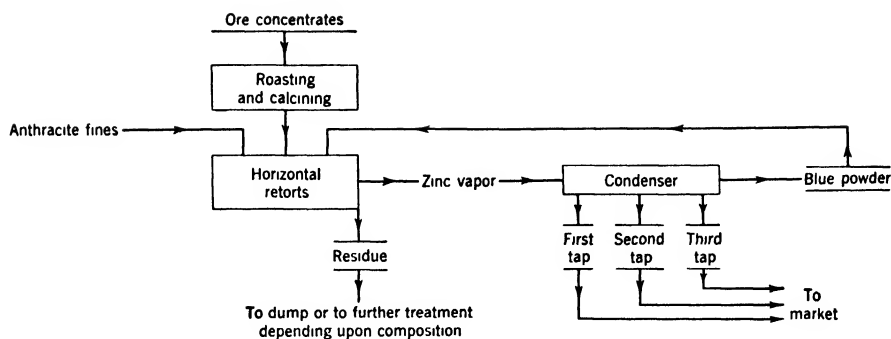 Ore concentrates
Roasting
and calcining
Anthracite fines
Horizontal
retorts
Zinc vapor
Condenser
Blue powder
First
tap
Second
tap
Third
tap
Residue
To
market
To dump or to further treatment
depending upon composition